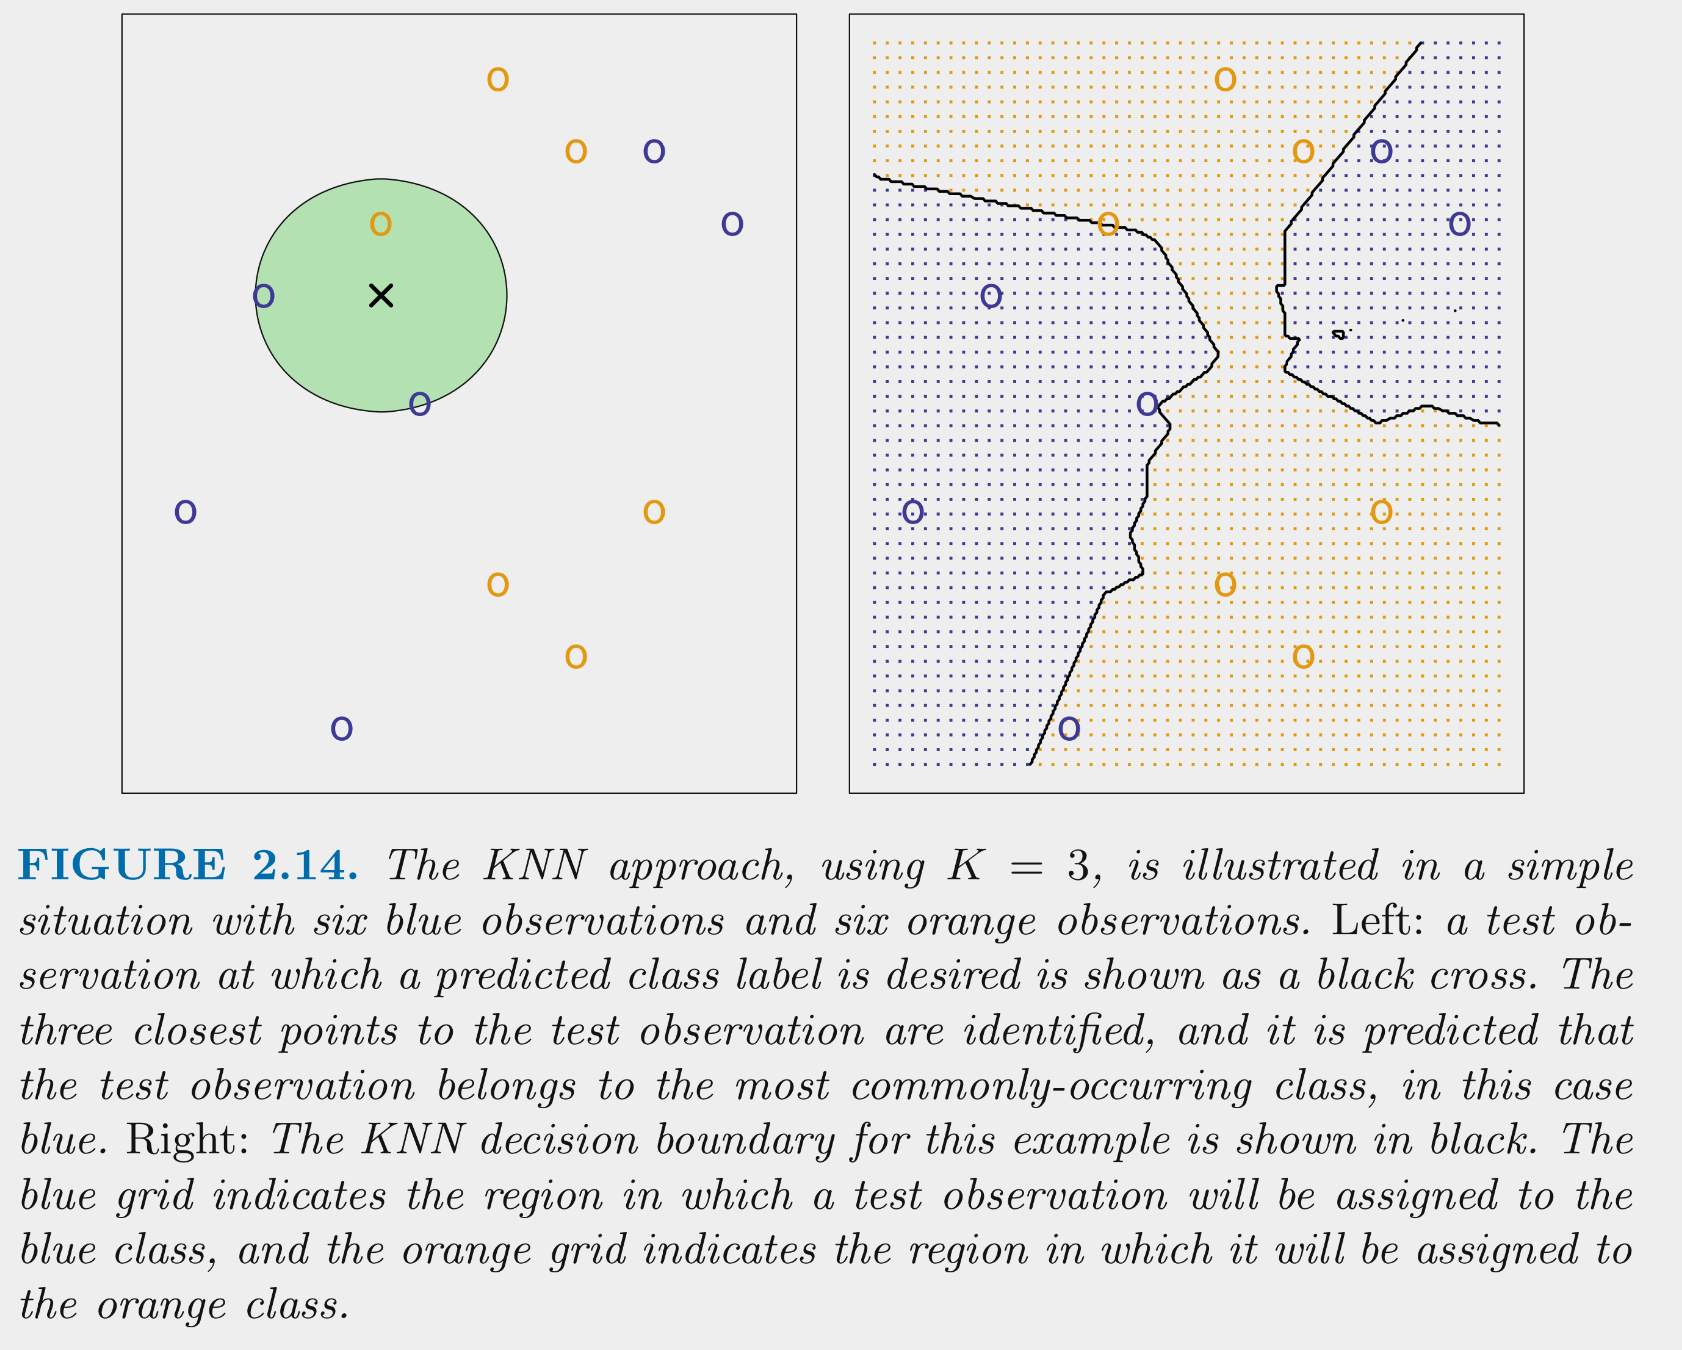 FIGURE 2.14. The KNN approach, using K = 3, is illustrated in a simple
situation with six blue observations and six orange observations. Left: a test ob-
servation at which a predicted class label is desired is shown as a black cross. The
three closest points to the test observation are identified, and it is predicted that
the test observation belongs to the most commonly-occurring class, in this case
blue. Right: The KNN decision boundary for this example is shown in black. The
blue grid indicates the region in which a test observation will be assigned to the
blue class, and the orange grid indicates the region in which it will be assigned to
the orange class.